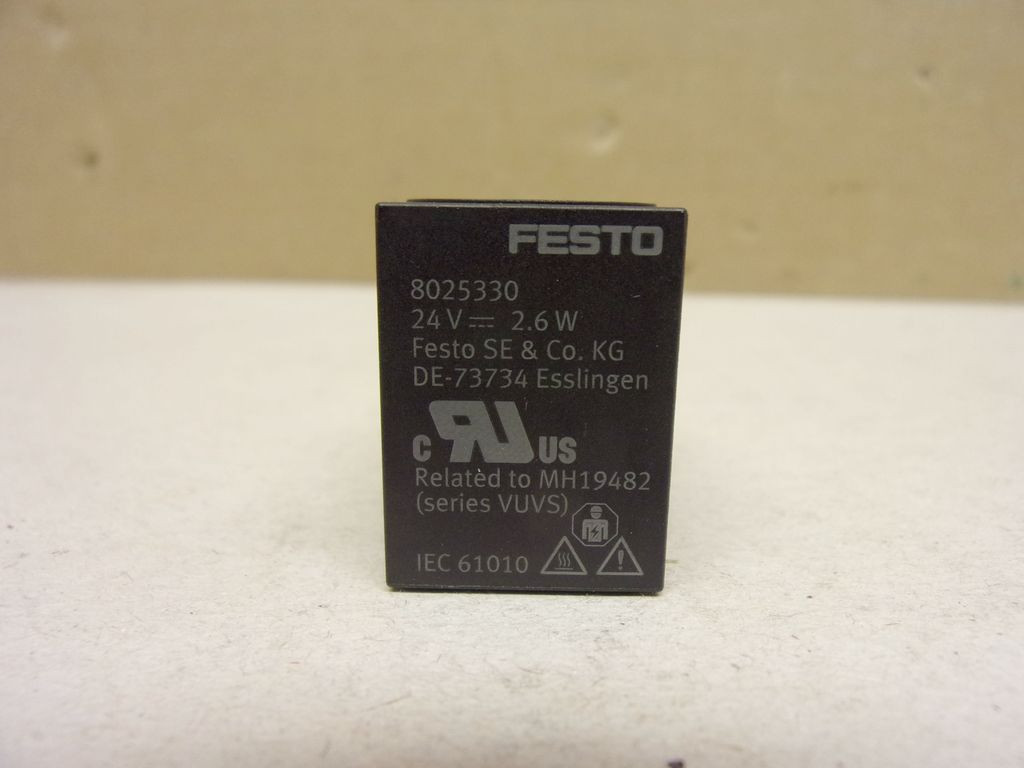 FESTO
8025330
24 V ⎓ 2.6 W
Festo SE & Co. KG
DE-73734 Esslingen
C RU US
Related to MH19482
(series VUVS)
IEC 61010